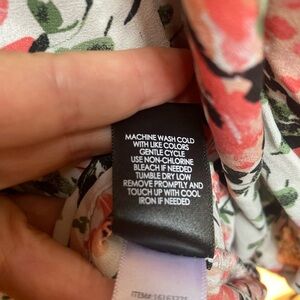 MACHINE WASH COLD
WITH LIKE COLORS
GENTLE CYCLE
USE NON-CHLORINE
BLEACH IF NEEDED
TUMBLE DRY LOW
REMOVE PROMPTLY AND
TOUCH UP WITH COOL
IRON IF NEEDED
ITEM#